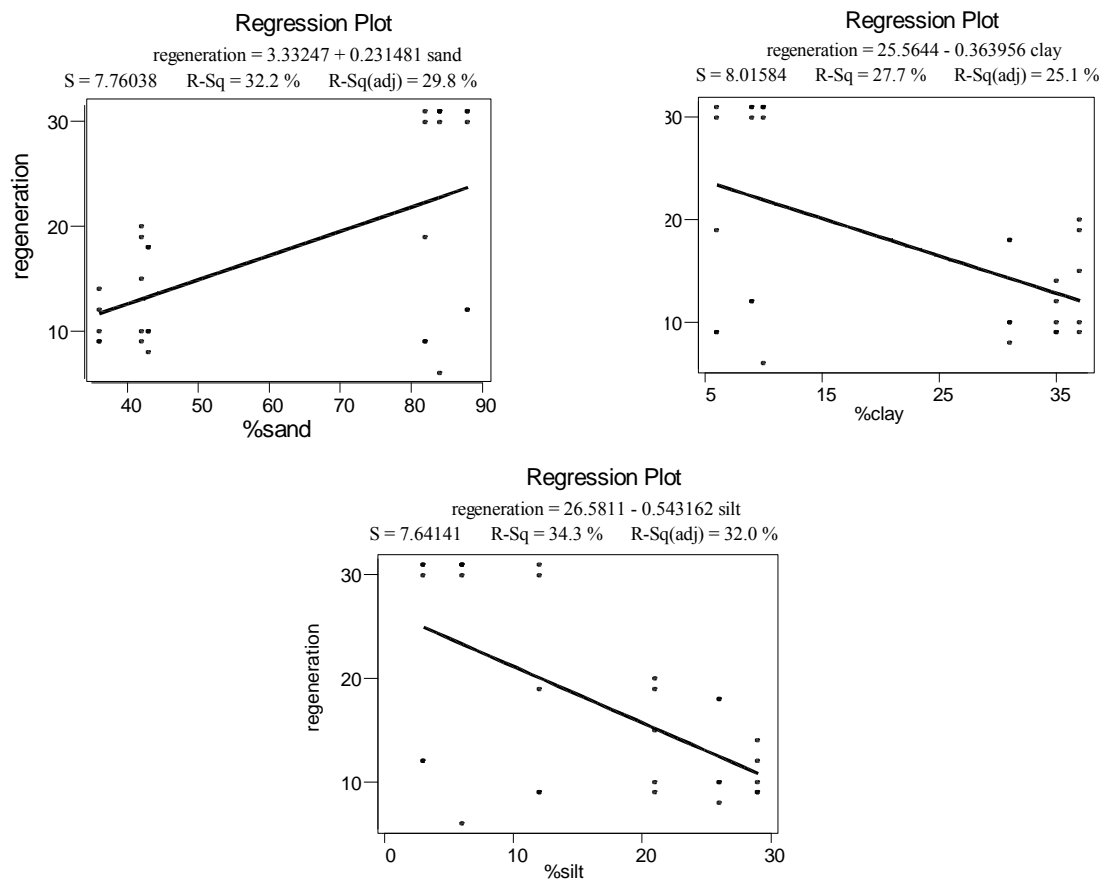 Regression Plot
regeneration = 3.33247 + 0.231481 sand
S = 7.76038 R-Sq = 32.2 % R-Sq(adj) = 29.8 %
30
20
10
regeneration
40 50 60 70 80 90
%sand
Regression Plot
regeneration = 25.5644 - 0.363956 clay
S = 8.01584 R-Sq = 27.7 % R-Sq(adj) = 25.1 %
30
20
10
regeneration
5 15 25 35
%clay
Regression Plot
regeneration = 26.5811 - 0.543162 silt
S = 7.64141 R-Sq = 34.3 % R-Sq(adj) = 32.0 %
30
20
10
regeneration
0 10 20 30
%silt